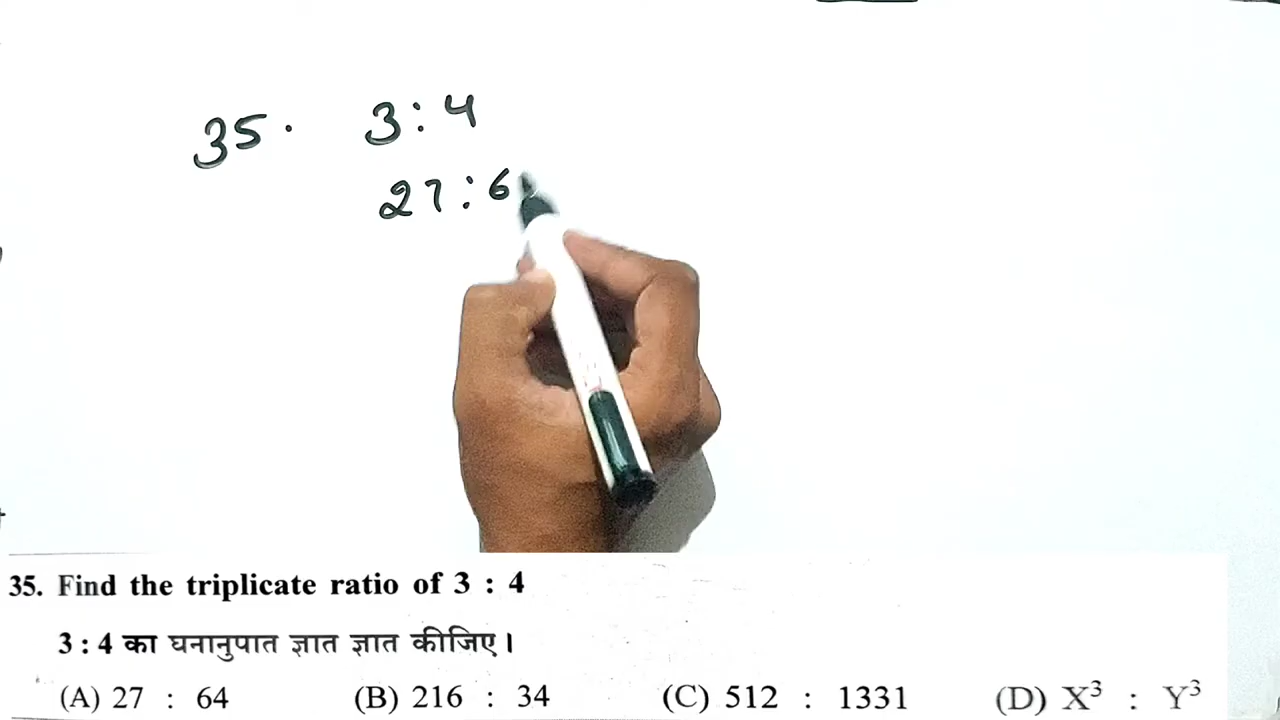 35. 3:4
27:6
35. Find the triplicate ratio of 3 : 4
3 : 4 का घनानुपात ज्ञात ज्ञात कीजिए।
(A) 27 : 64 (B) 216 : 34 (C) 512 : 1331 (D) X³ : Y³